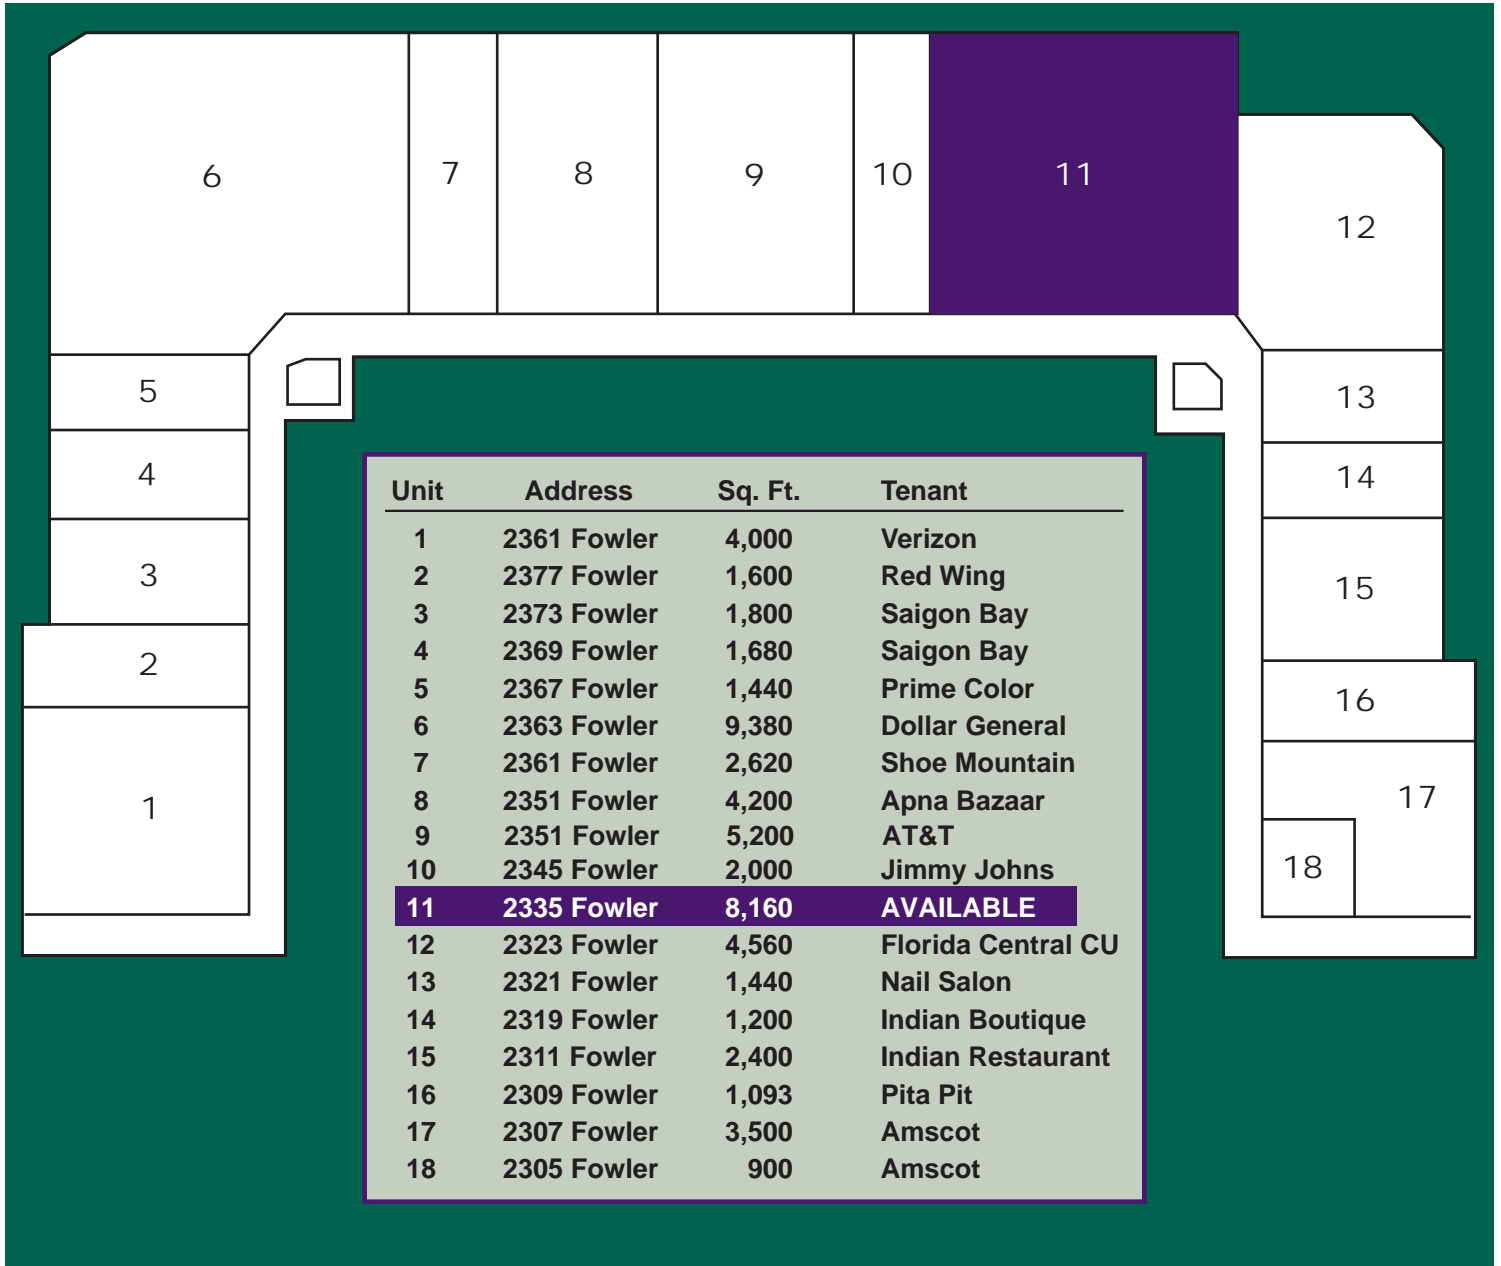 6
7
8
9
10
11
12
5
4
3
2
1
13
14
15
16
17
18
Unit Address Sq. Ft. Tenant
1 2361 Fowler 4,000 Verizon
2 2377 Fowler 1,600 Red Wing
3 2373 Fowler 1,800 Saigon Bay
4 2369 Fowler 1,680 Saigon Bay
5 2367 Fowler 1,440 Prime Color
6 2363 Fowler 9,380 Dollar General
7 2361 Fowler 2,620 Shoe Mountain
8 2351 Fowler 4,200 Apna Bazaar
9 2351 Fowler 5,200 AT&T
10 2345 Fowler 2,000 Jimmy Johns
11 2335 Fowler 8,160 AVAILABLE
12 2323 Fowler 4,560 Florida Central CU
13 2321 Fowler 1,440 Nail Salon
14 2319 Fowler 1,200 Indian Boutique
15 2311 Fowler 2,400 Indian Restaurant
16 2309 Fowler 1,093 Pita Pit
17 2307 Fowler 3,500 Amscot
18 2305 Fowler 900 Amscot